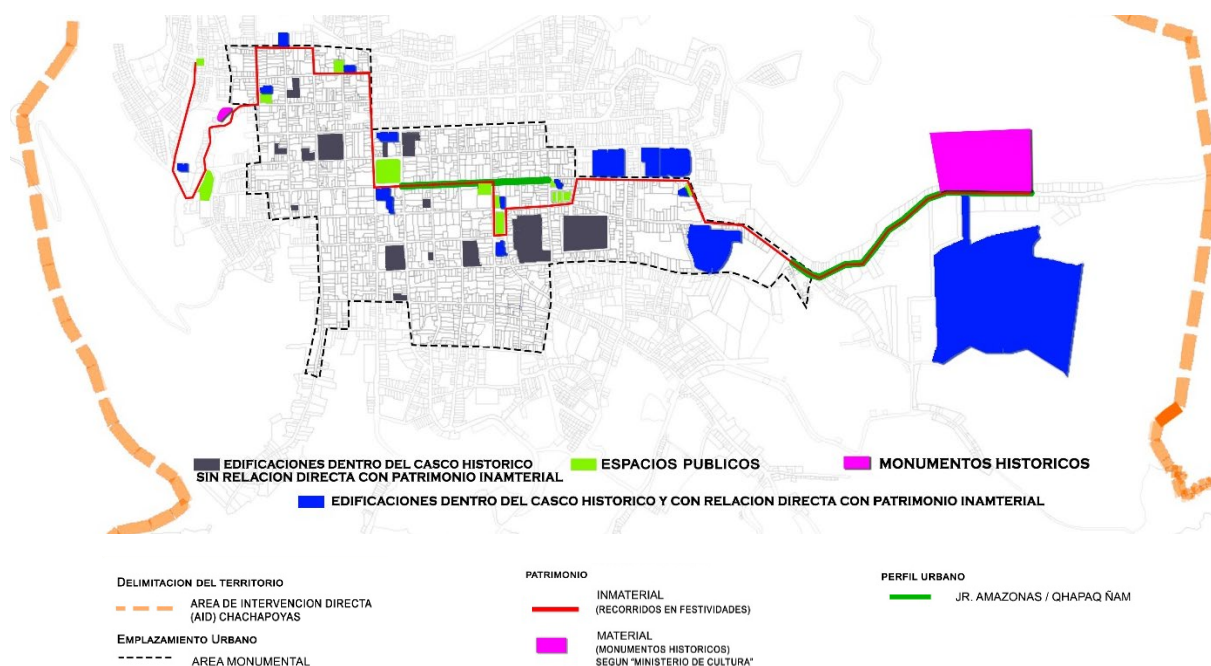 EDIFICACIONES DENTRO DEL CASCO HISTORICO
SIN RELACION DIRECTA CON PATRIMONIO INAMTERIAL
ESPACIOS PUBLICOS
MONUMENTOS HISTORICOS
EDIFICACIONES DENTRO DEL CASCO HISTORICO Y CON RELACION DIRECTA CON PATRIMONIO INAMTERIAL
DELIMITACION DEL TERRITORIO
AREA DE INTERVENCION DIRECTA
(AID) CHACHAPOYAS
EMPLAZAMIENTO URBANO
AREA MONUMENTAL
PATRIMONIO
INMATERIAL
(RECORRIDOS EN FESTIVIDADES)
MATERIAL
(MONUMENTOS HISTORICOS)
SEGUN "MINISTERIO DE CULTURA"
PERFIL URBANO
JR. AMAZONAS / QHAPAQ ÑAM